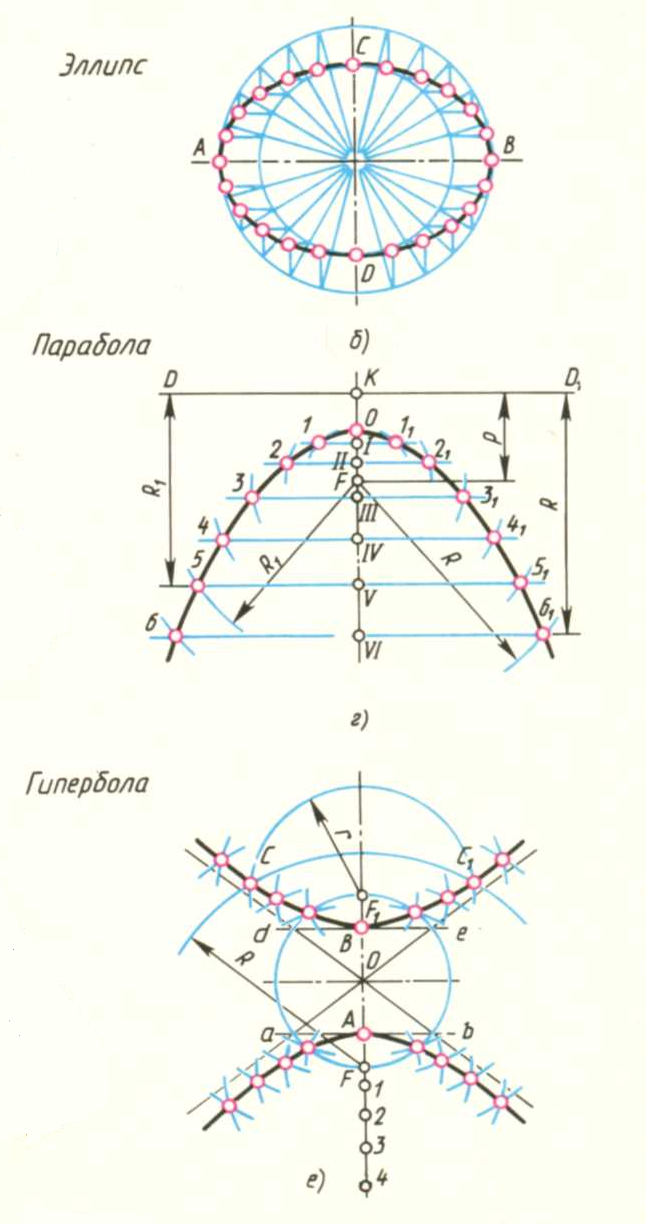 Эллипс
C
A B
D
б)
Парабола
D K D₁
O
1 1₁
I
2 II 2₁
p
F
3 3₁
III
R₁ R
4 4₁
IV
R₁ R
5 5₁
V
6 6₁
VI
г)
Гипербола
r
C C₁
F₁
d e
B
R
O
A
a b
F
1
2
3
е) 4